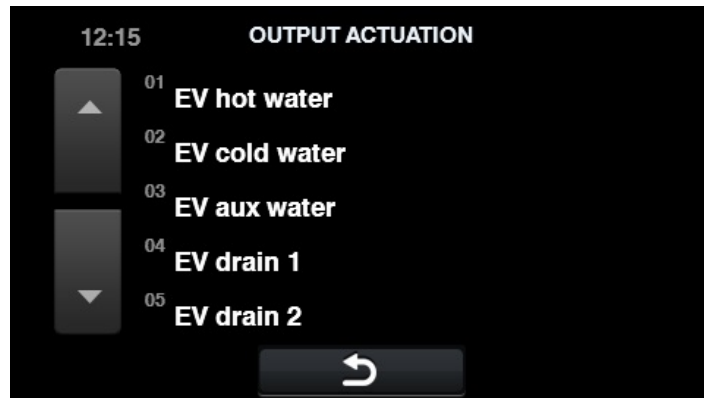 12:15 OUTPUT ACTUATION
01 EV hot water
02 EV cold water
03 EV aux water
04 EV drain 1
05 EV drain 2